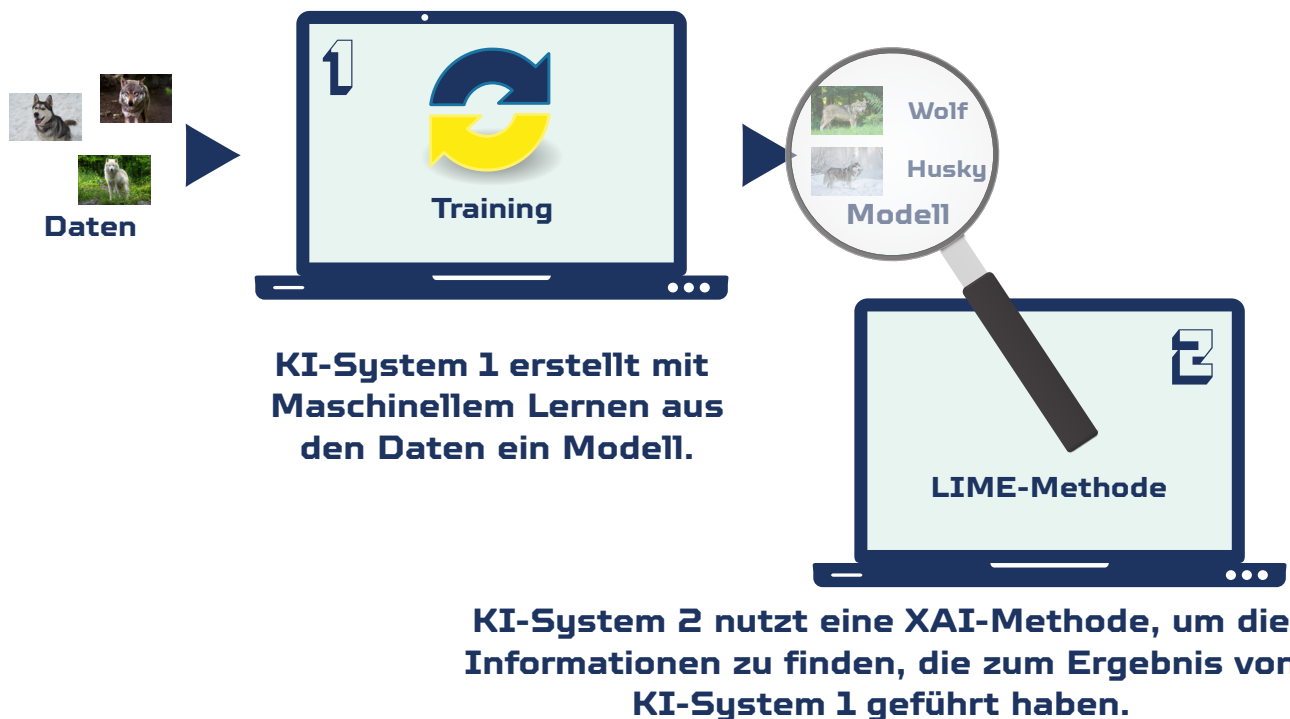 1
Daten
Training
Wolf
Husky
Modell
KI-System 1 erstellt mit
Maschinellem Lernen aus
den Daten ein Modell.
2
LIME-Methode
KI-System 2 nutzt eine XAI-Methode, um die
Informationen zu finden, die zum Ergebnis von
KI-System 1 geführt haben.